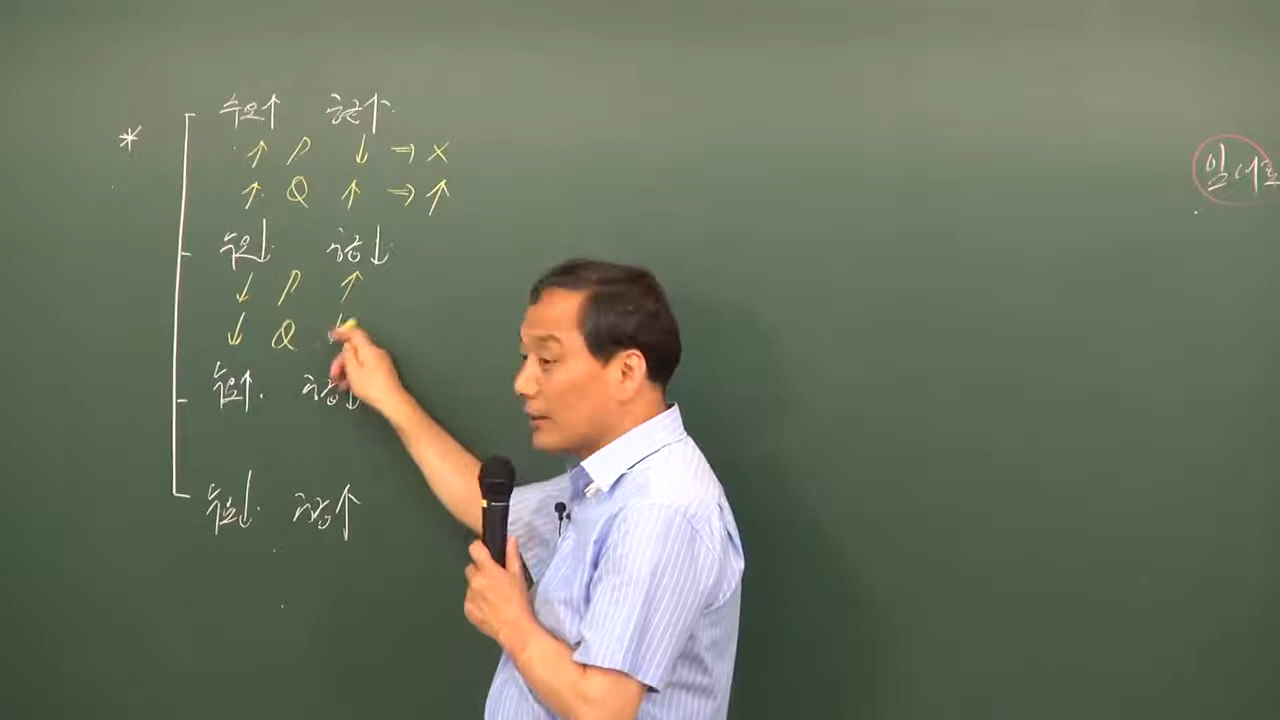 * 수요↑ 공급↑
↑ P ↓ ⇒ X
↑ Q ↑ ⇒ ↑
수요↓ 공급↓
↓ P ↑
↓ Q ↓
수요↑ 공급↓
수요↓ 공급↑